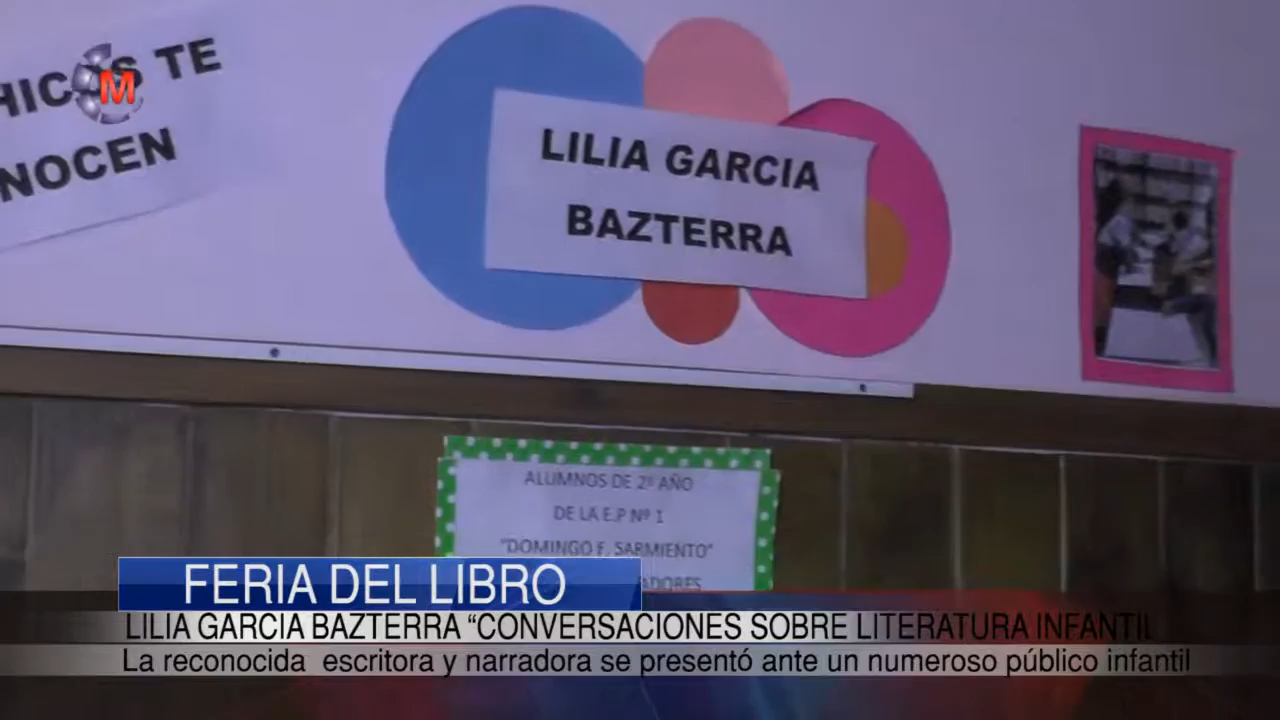 HICOS TE
NOCEN
M
LILIA GARCIA
BAZTERRA
ALUMNOS DE 2º AÑO
DE LA E.P Nº 1
"DOMINGO F. SARMIENTO"
ADORES
FERIA DEL LIBRO
LILIA GARCIA BAZTERRA “CONVERSACIONES SOBRE LITERATURA INFANTIL
La reconocida escritora y narradora se presentó ante un numeroso público infantil